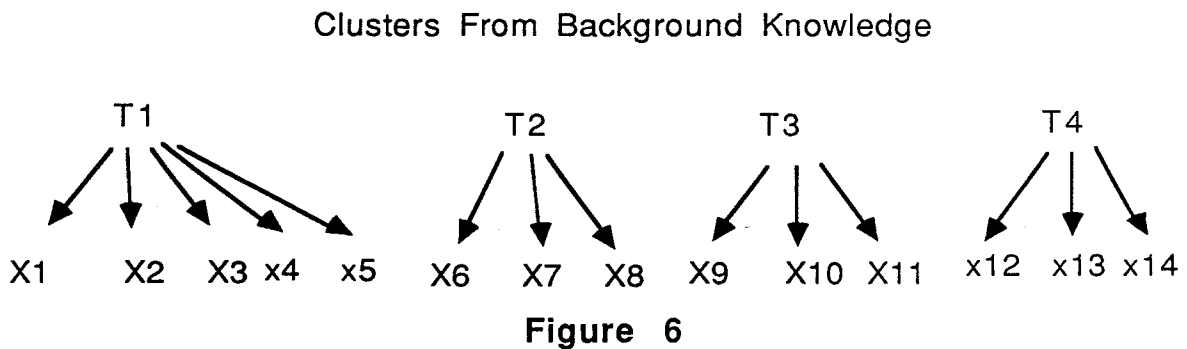 Clusters From Background Knowledge
T1 T2 T3 T4
X1 X2 X3 x4 x5 X6 X7 X8 X9 X10 X11 x12 x13 x14
Figure 6